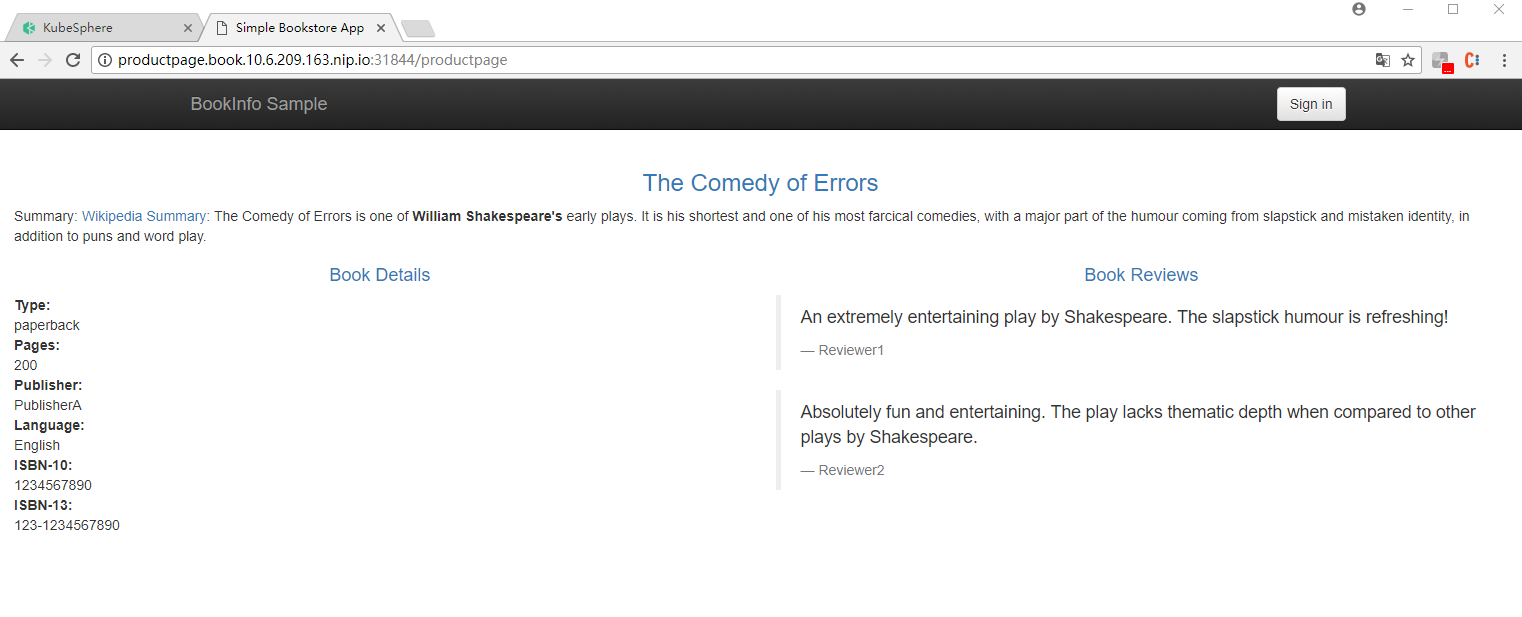 KubeSphere
Simple Bookstore App
productpage.book.10.6.209.163.nip.io:31844/productpage
BookInfo Sample
Sign in
The Comedy of Errors
Summary: Wikipedia Summary: The Comedy of Errors is one of William Shakespeare's early plays. It is his shortest and one of his most farcical comedies, with a major part of the humour coming from slapstick and mistaken identity, in
addition to puns and word play.
Book Details
Type:
paperback
Pages:
200
Publisher:
PublisherA
Language:
English
ISBN-10:
1234567890
ISBN-13:
123-1234567890
Book Reviews
An extremely entertaining play by Shakespeare. The slapstick humour is refreshing!
— Reviewer1
Absolutely fun and entertaining. The play lacks thematic depth when compared to other
plays by Shakespeare.
— Reviewer2